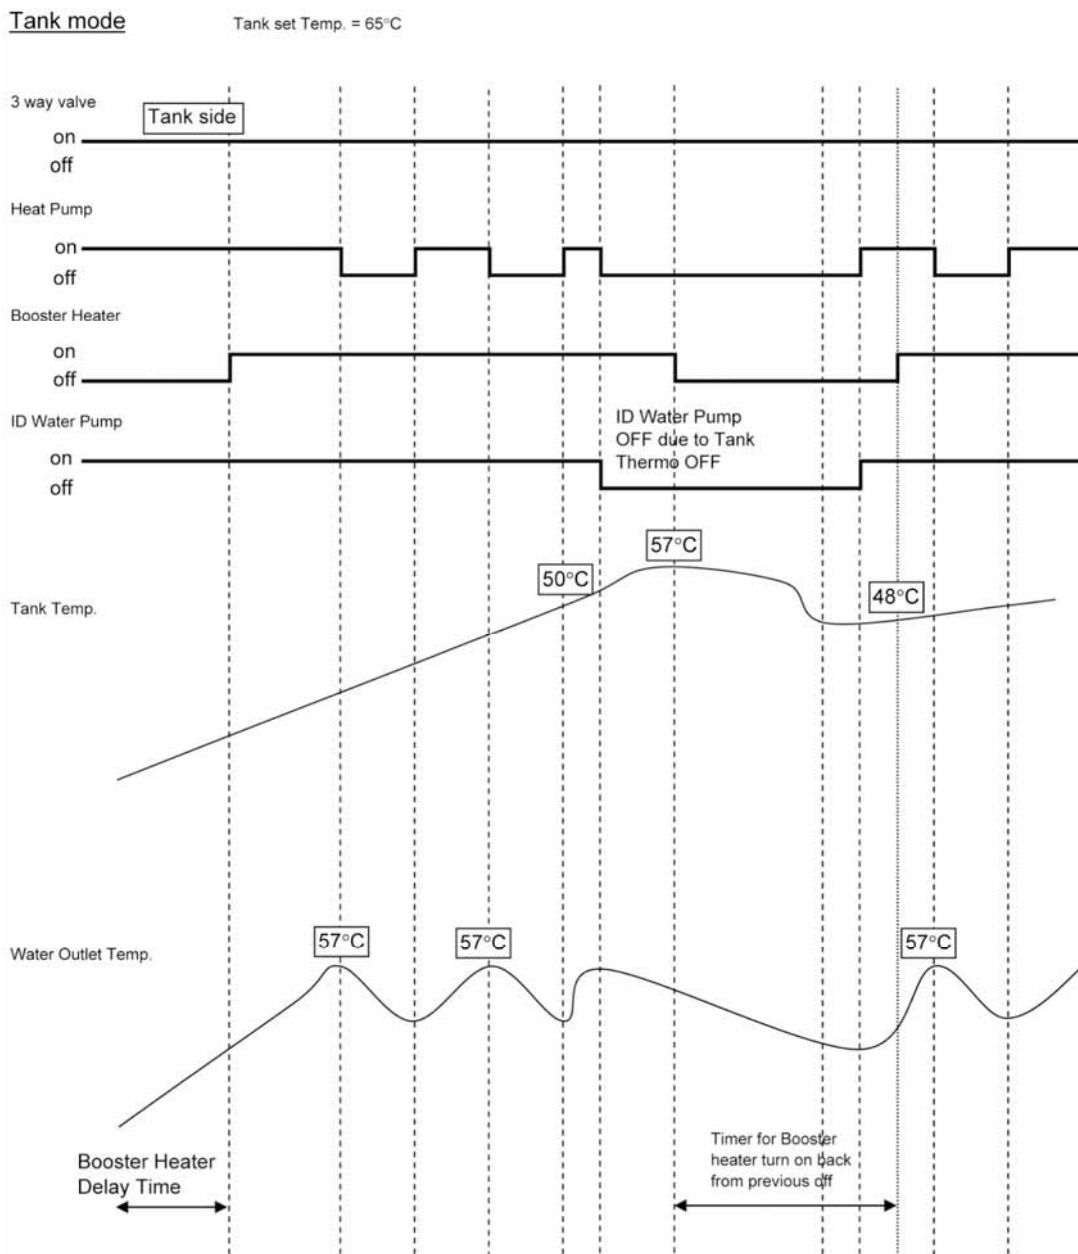 Tank mode
Tank set Temp. = 65°C
3 way valve
Tank side
on
off
Heat Pump
on
off
Booster Heater
on
off
ID Water Pump
on
off
ID Water Pump
OFF due to Tank
Thermo OFF
57°C
50°C
48°C
Tank Temp.
57°C
57°C
57°C
Water Outlet Temp.
Booster Heater
Delay Time
Timer for Booster
heater turn on back
from previous off